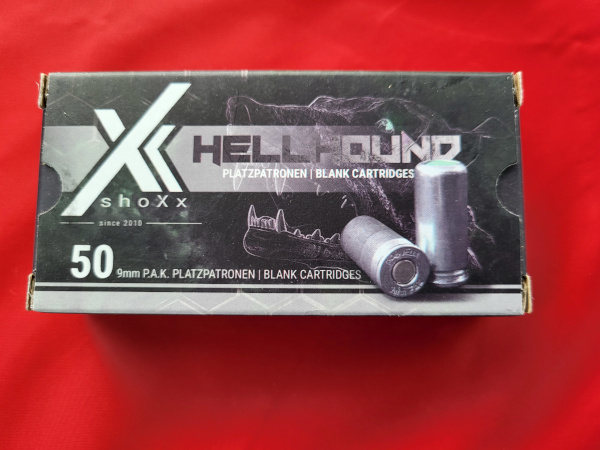 HELLHOUND
PLATZPATRONEN | BLANK CARTRIDGES
X
shoXx
since 2010
50 9mm P.A.K. PLATZPATRONEN | BLANK CARTRIDGES